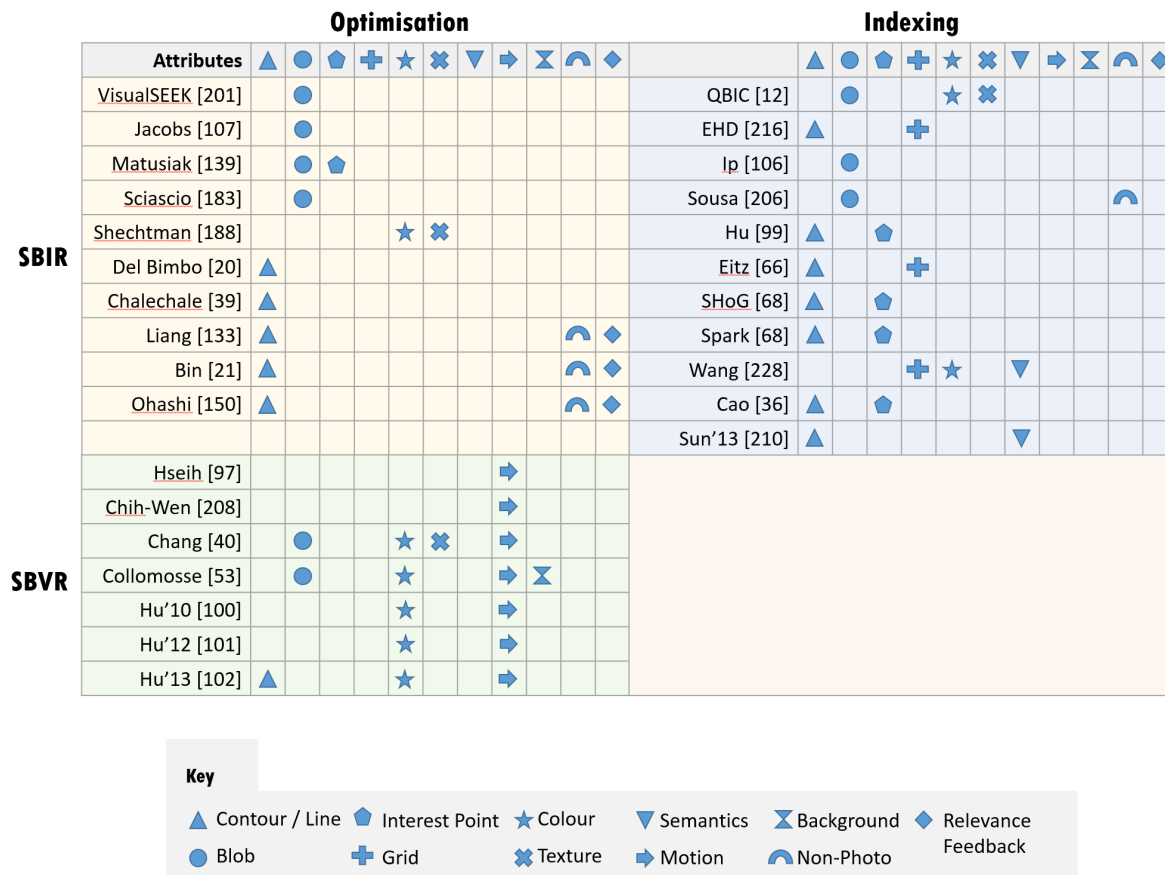 Optimisation Indexing
Attributes
VisualSEEK [201] QBIC [12]
Jacobs [107] EHD [216]
Matusiak [139] Ip [106]
Sciascio [183] Sousa [206]
Shechtman [188] Hu [99]
SBIR
Del Bimbo [20] Eitz [66]
Chalechale [39] SHoG [68]
Liang [133] Spark [68]
Bin [21] Wang [228]
Ohashi [150] Cao [36]
Sun'13 [210]
Hseih [97]
Chih-Wen [208]
Chang [40]
SBVR
Collomosse [53]
Hu'10 [100]
Hu'12 [101]
Hu'13 [102]
Key
Contour / Line Interest Point Colour Semantics Background Relevance Feedback
Blob Grid Texture Motion Non-Photo